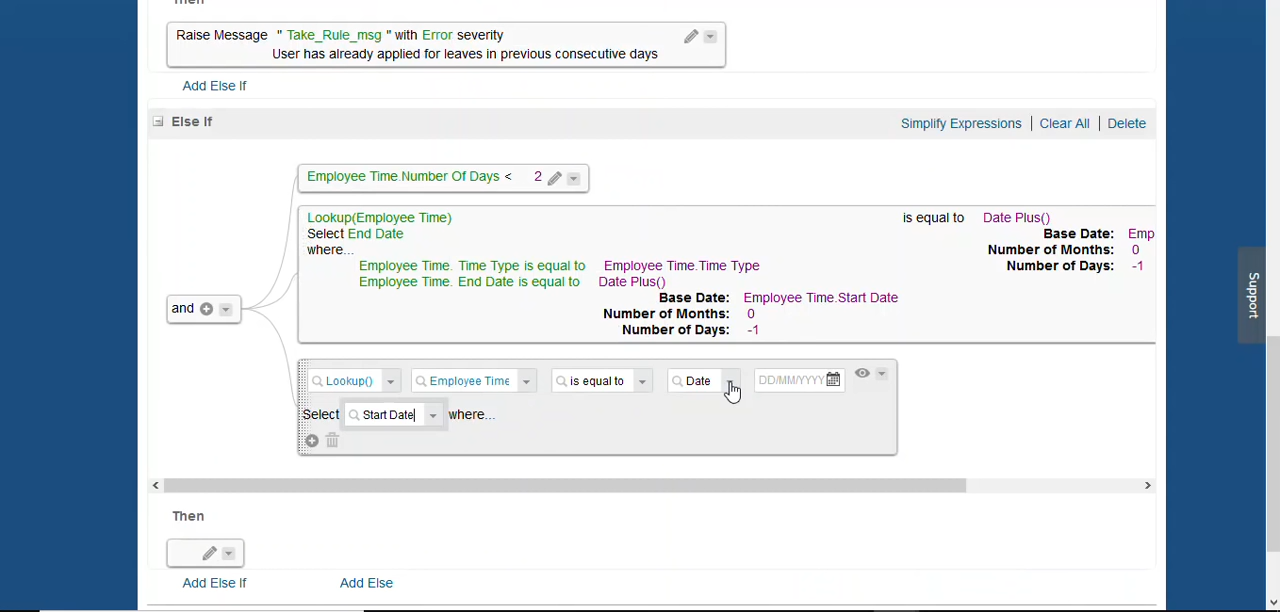 Then
Raise Message " Take_Rule_msg " with Error severity
User has already applied for leaves in previous consecutive days
Add Else If
Else If
Simplify Expressions | Clear All | Delete
Employee Time.Number Of Days < 2
Lookup(Employee Time) is equal to Date Plus()
Select End Date Base Date: Emp
where... Number of Months: 0
Employee Time. Time Type is equal to Employee Time.Time Type Number of Days: -1
Employee Time. End Date is equal to Date Plus()
Base Date: Employee Time.Start Date
and
Number of Months: 0
Number of Days: -1
Lookup() Employee Time is equal to Date DD/MM/YYYY
Select Start Date where...
Then
Add Else If Add Else
Support